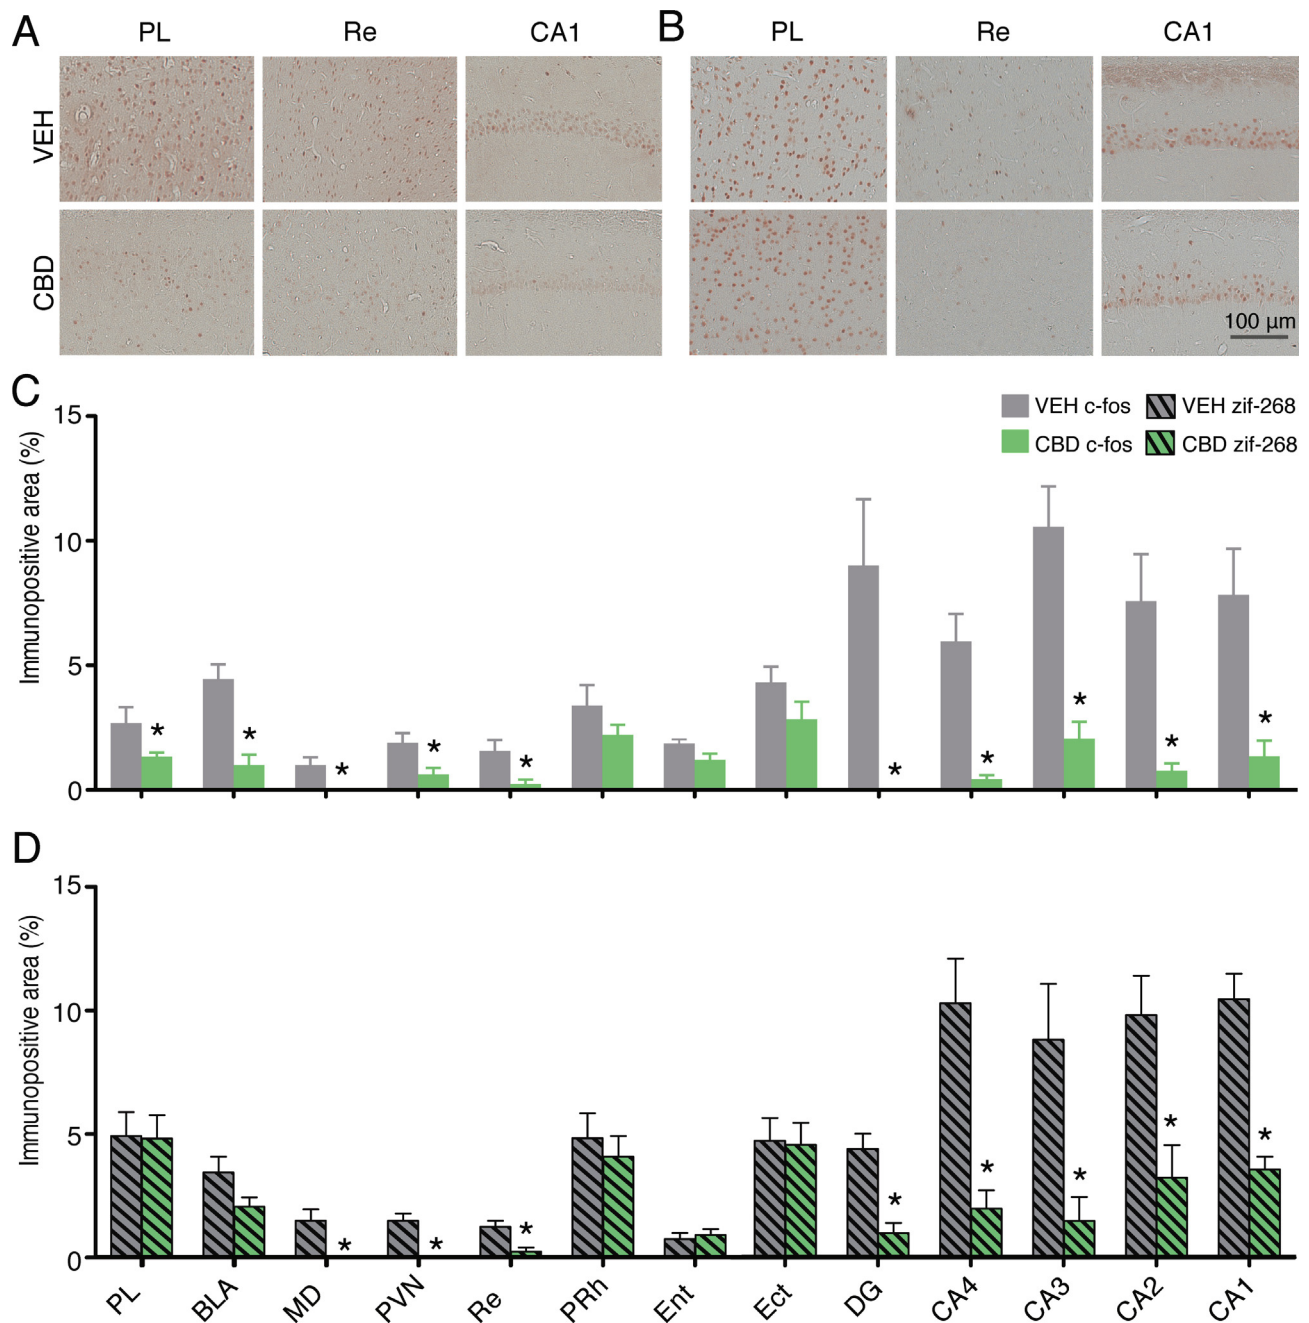 A PL Re CA1 B PL Re CA1
VEH
CBD
100 μm
C
Immunopositive area (%)
15
10
5
0
VEH c-fos VEH zif-268
CBD c-fos CBD zif-268
* * * * * * * * * *
D
Immunopositive area (%)
15
10
5
0
* * * * * * * *
PL BLA MD PVN Re PRh Ent Ect DG CA4 CA3 CA2 CA1